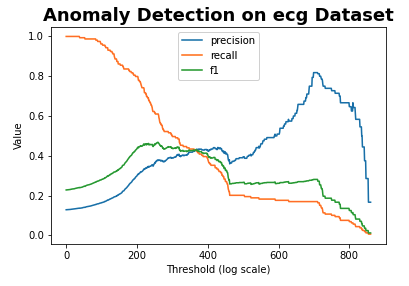 Anomaly Detection on ecg Dataset
precision
recall
f1
1.0
0.8
0.6
0.4
0.2
0.0
Value
0 200 400 600 800
Threshold (log scale)